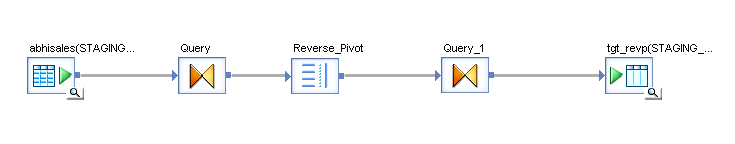 abhisales(STAGING...
Query
Reverse_Pivot
Query_1
tgt_revp(STAGING_...